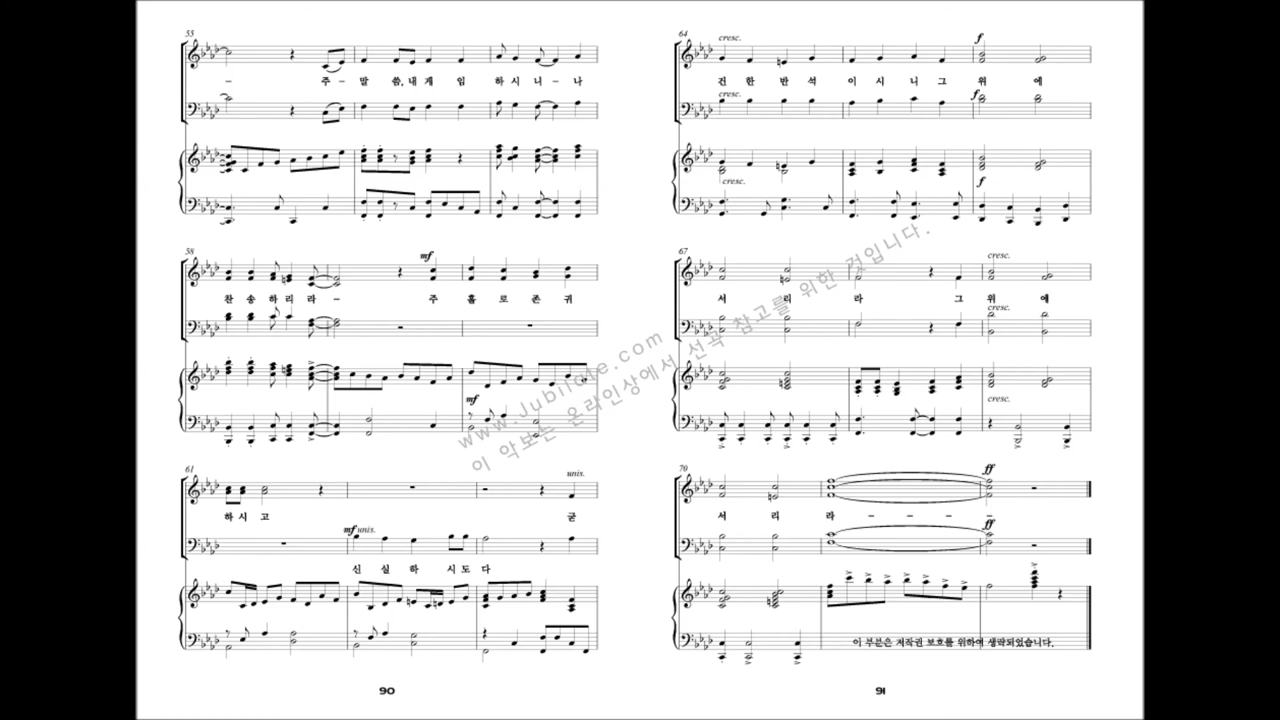 55
주- 말 씀, 내 게 임 하 시 니 - 나
58
mf
찬 송 하 리 라 - 주 홀 로 존 귀
mf
61
unis.
하 시 고 굳
mf unis.
신 실 하 시 도 다
90
64
cresc.
f
건 한 반 석 이 시 니 그 위 에
cresc.
f
cresc.
f
67
cresc.
서 리 라 그 위 에
cresc.
cresc.
70
ff
서 리 라 - - - -
ff
이 부분은 저작권 보호를 위하여 생략되었습니다.
91
www.Jubilate.com
이 악보는 온라인상에서 선곡 참고를 위한 것입니다.